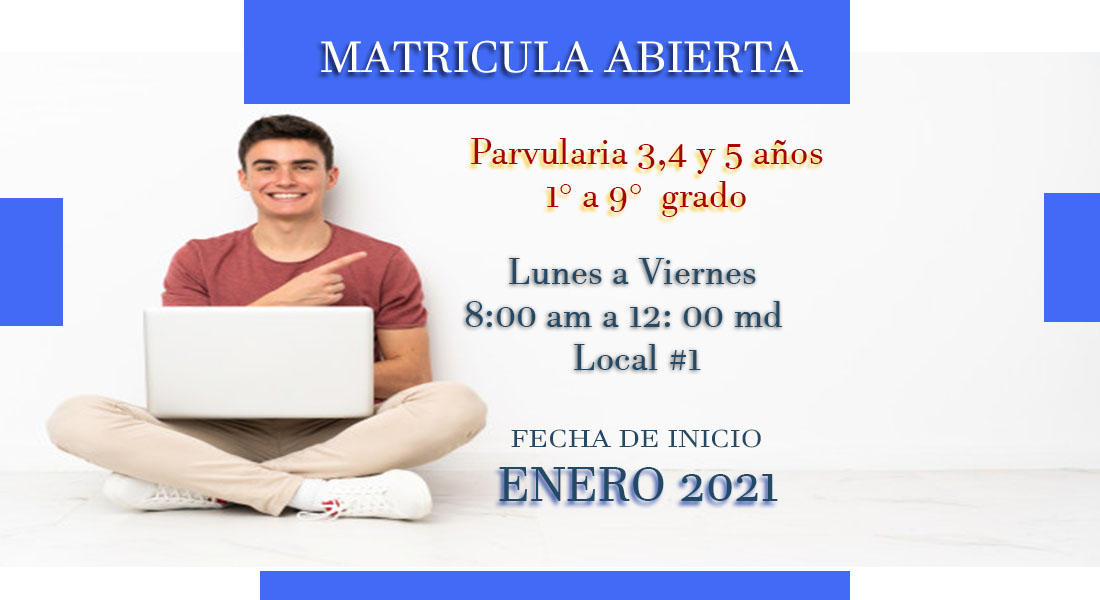 MATRICULA ABIERTA
Parvularia 3,4 y 5 años
1° a 9° grado
Lunes a Viernes
8:00 am a 12: 00 md
Local #1
FECHA DE INICIO
ENERO 2021